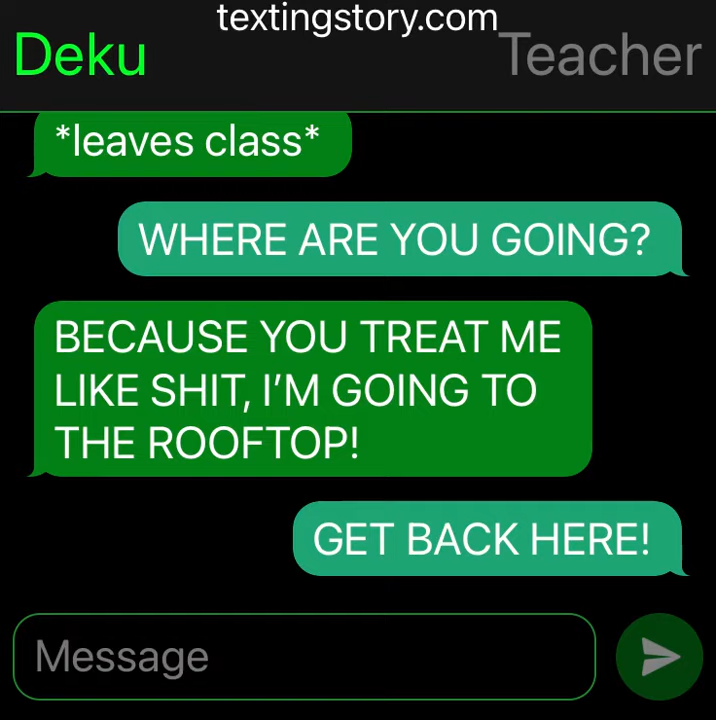 textingstory.com
Deku
Teacher
*leaves class*
WHERE ARE YOU GOING?
BECAUSE YOU TREAT ME
LIKE SHIT, I’M GOING TO
THE ROOFTOP!
GET BACK HERE!
Message